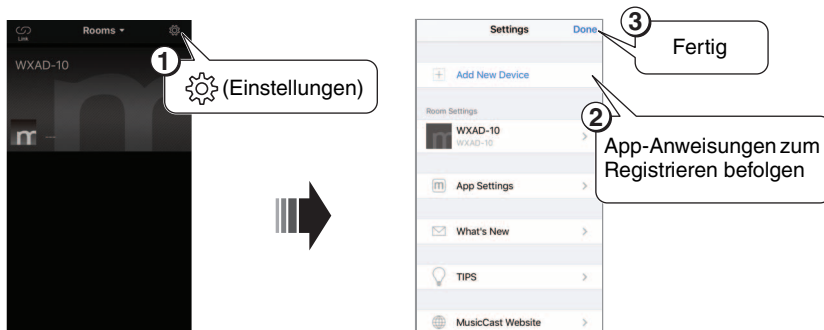 Link
Rooms
WXAD-10
m
1
(Einstellungen)
Settings
Done
3
Fertig
Add New Device
2
App-Anweisungen zum
Registrieren befolgen
Room Settings
WXAD-10
WXAD-10
m
App Settings
What's New
TIPS
MusicCast Website